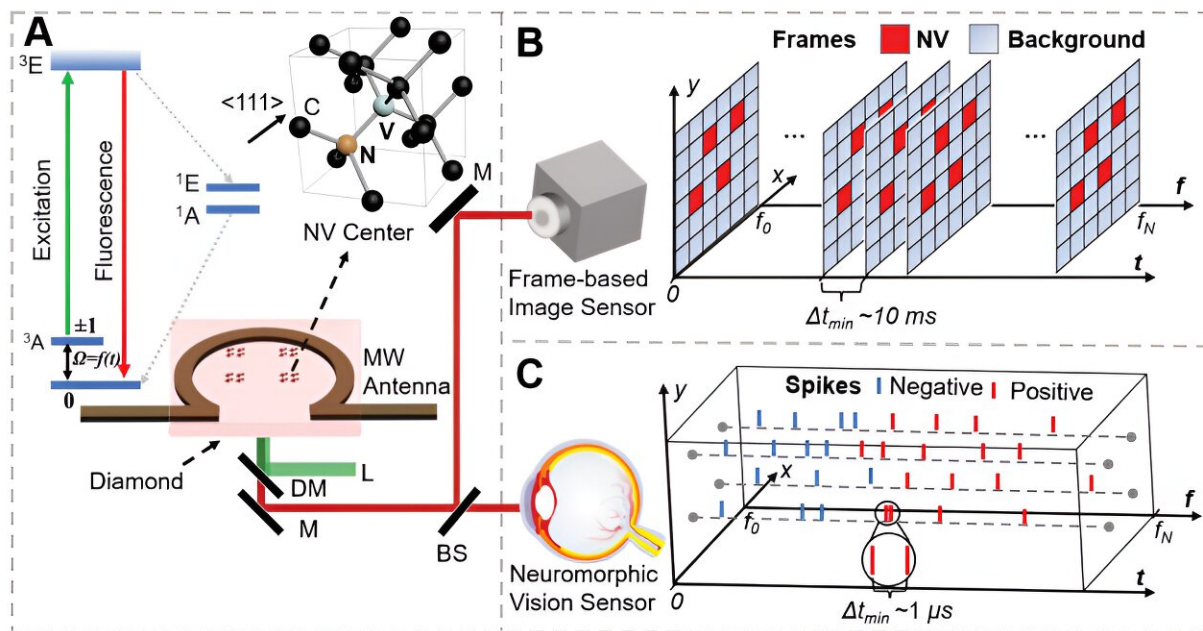 A
³E
Excitation
Fluorescence
¹E
¹A
³A
±1
Ω=f(t)
0
<111>
C
N
V
NV Center
M
MW
Antenna
Diamond
DM
L
M
BS
Frame-based
Image Sensor
Neuromorphic
Vision Sensor
B
Frames NV Background
y
x
... ...
f₀
f_N
f
0
t
Δt_min ~10 ms
C
Spikes Negative Positive
y
x
f₀
f_N
f
0
t
Δt_min ~1 μs